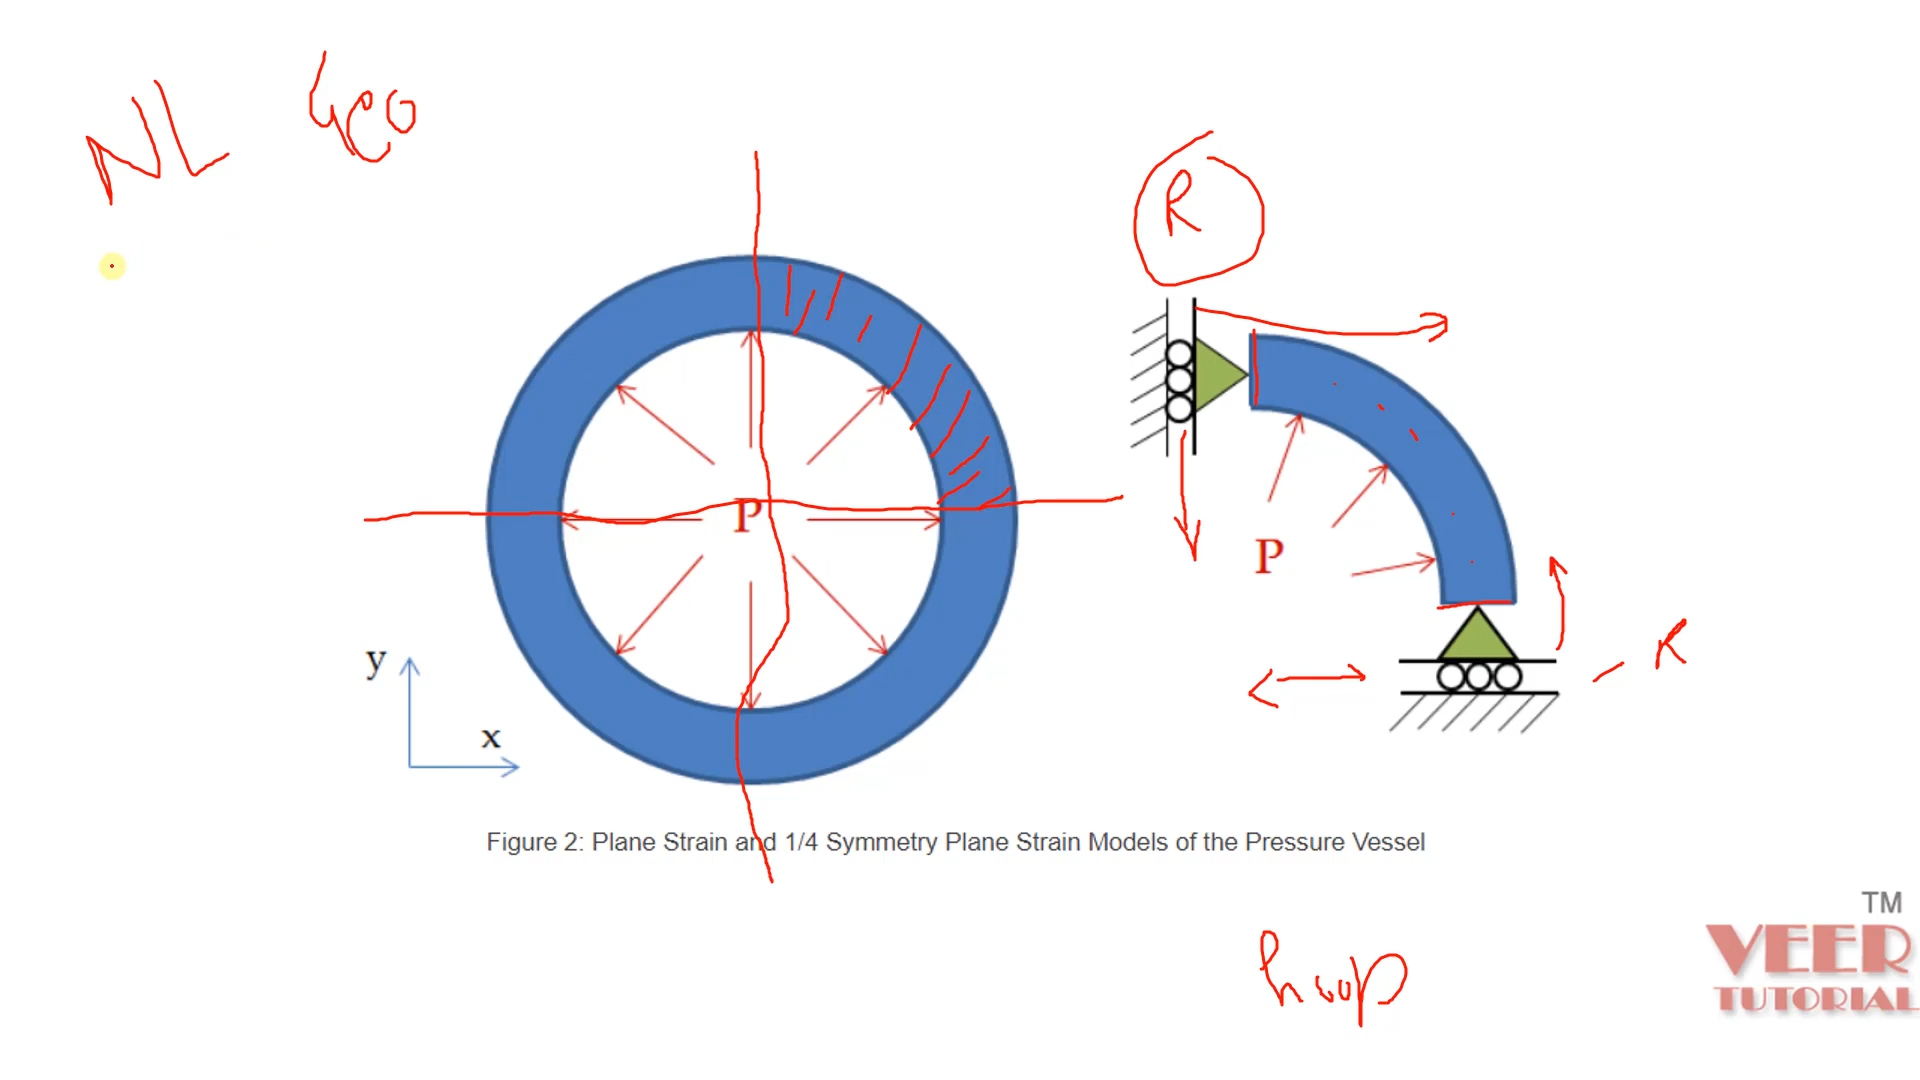 NL Geo
R
P
P
R
y
x
Figure 2: Plane Strain and 1/4 Symmetry Plane Strain Models of the Pressure Vessel
hoop
TM
VEER
TUTORIAL